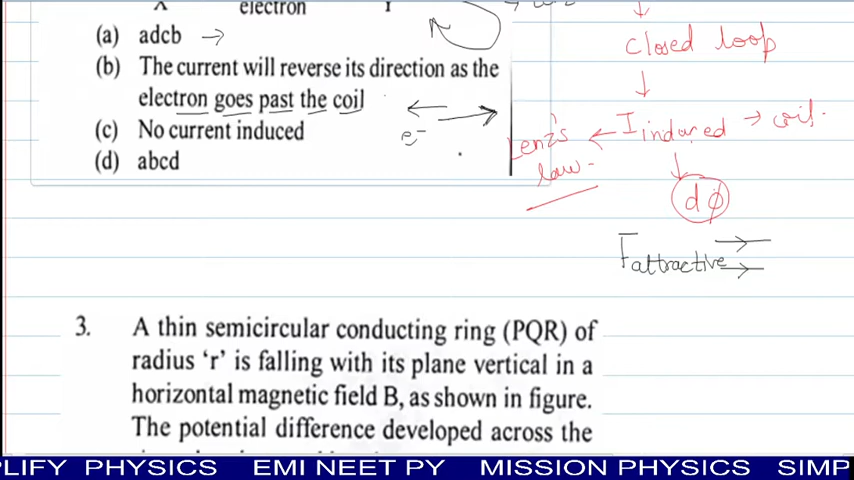 electron
(a) adcb
(b) The current will reverse its direction as the
electron goes past the coil
(c) No current induced
(d) abcd
e-
closed loop
I induced → coil.
Lenz's
law
dφ
F attractive
3. A thin semicircular conducting ring (PQR) of
radius 'r' is falling with its plane vertical in a
horizontal magnetic field B, as shown in figure.
The potential difference developed across the
PLIFY PHYSICS EMI NEET PY MISSION PHYSICS SIMP